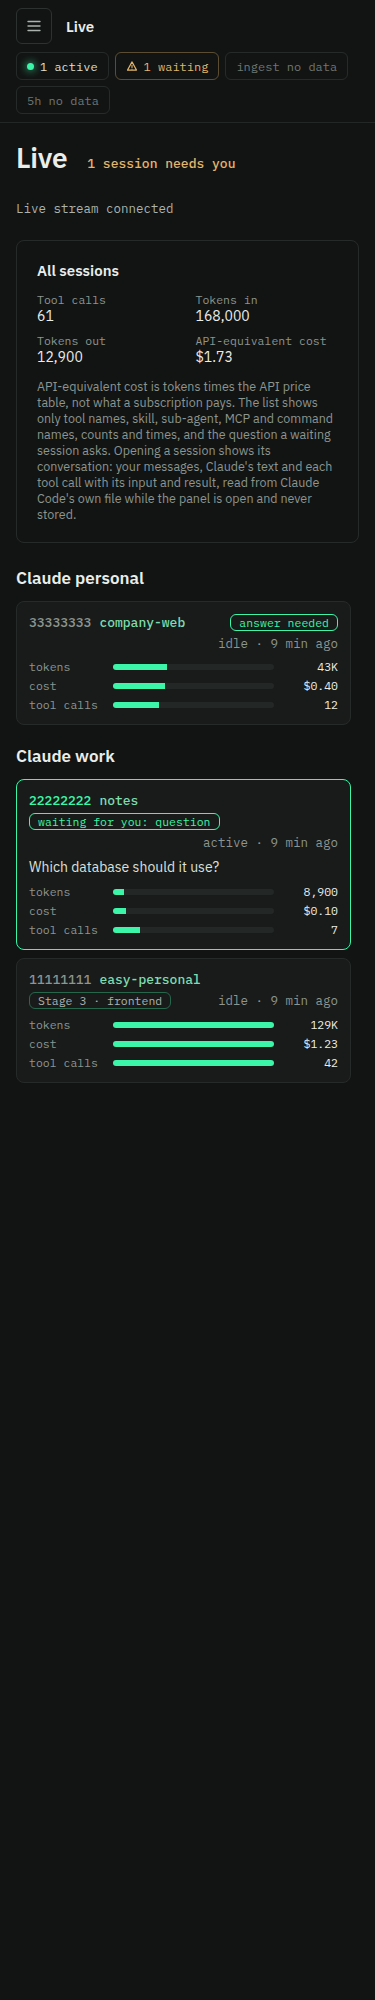 Live
1 active
1 waiting
ingest no data
5h no data
Live
1 session needs you
Live stream connected
All sessions
Tool calls
61
Tokens in
168,000
Tokens out
12,900
API-equivalent cost
$1.73
API-equivalent cost is tokens times the API price
table, not what a subscription pays. The list shows
only tool names, skill, sub-agent, MCP and command
names, counts and times, and the question a waiting
session asks. Opening a session shows its
conversation: your messages, Claude's text and each
tool call with its input and result, read from Claude
Code's own file while the panel is open and never
stored.
Claude personal
33333333 company-web
answer needed
idle · 9 min ago
tokens 43K
cost $0.40
tool calls 12
Claude work
22222222 notes
waiting for you: question
active · 9 min ago
Which database should it use?
tokens 8,900
cost $0.10
tool calls 7
11111111 easy-personal
Stage 3 · frontend
idle · 9 min ago
tokens 129K
cost $1.23
tool calls 42